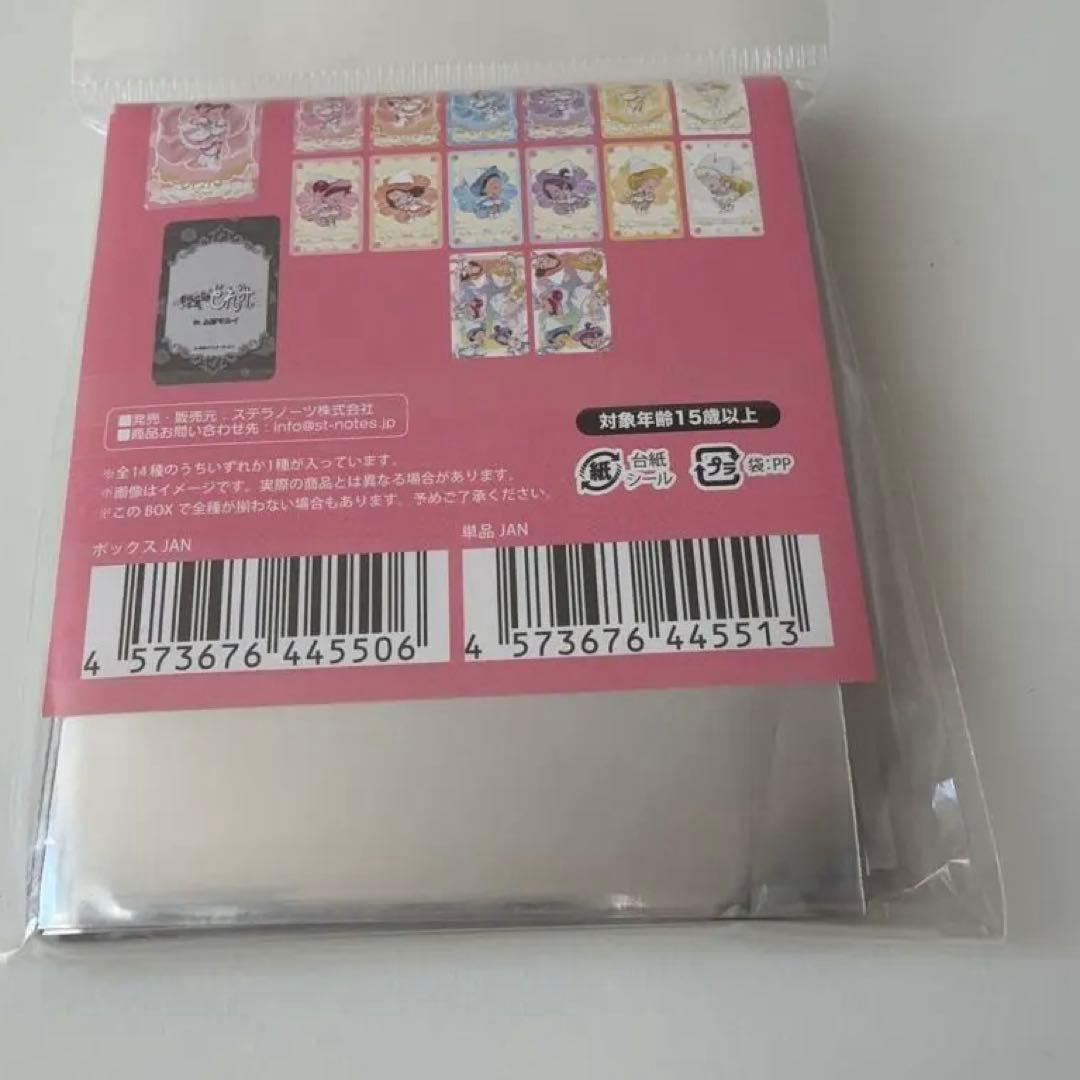 ■発売・販売元：ステラノーツ株式会社
■商品お問い合わせ先：info@st-notes.jp
対象年齢15歳以上
紙 台紙
シール
プラ 袋:PP
※全14種のうちいずれか1種が入っています。
※画像はイメージです。実際の商品とは異なる場合があります。
※このBOXで全種が揃わない場合もあります。予めご了承ください。
ボックス JAN
単品 JAN
4 573676 445506
4 573676 445513